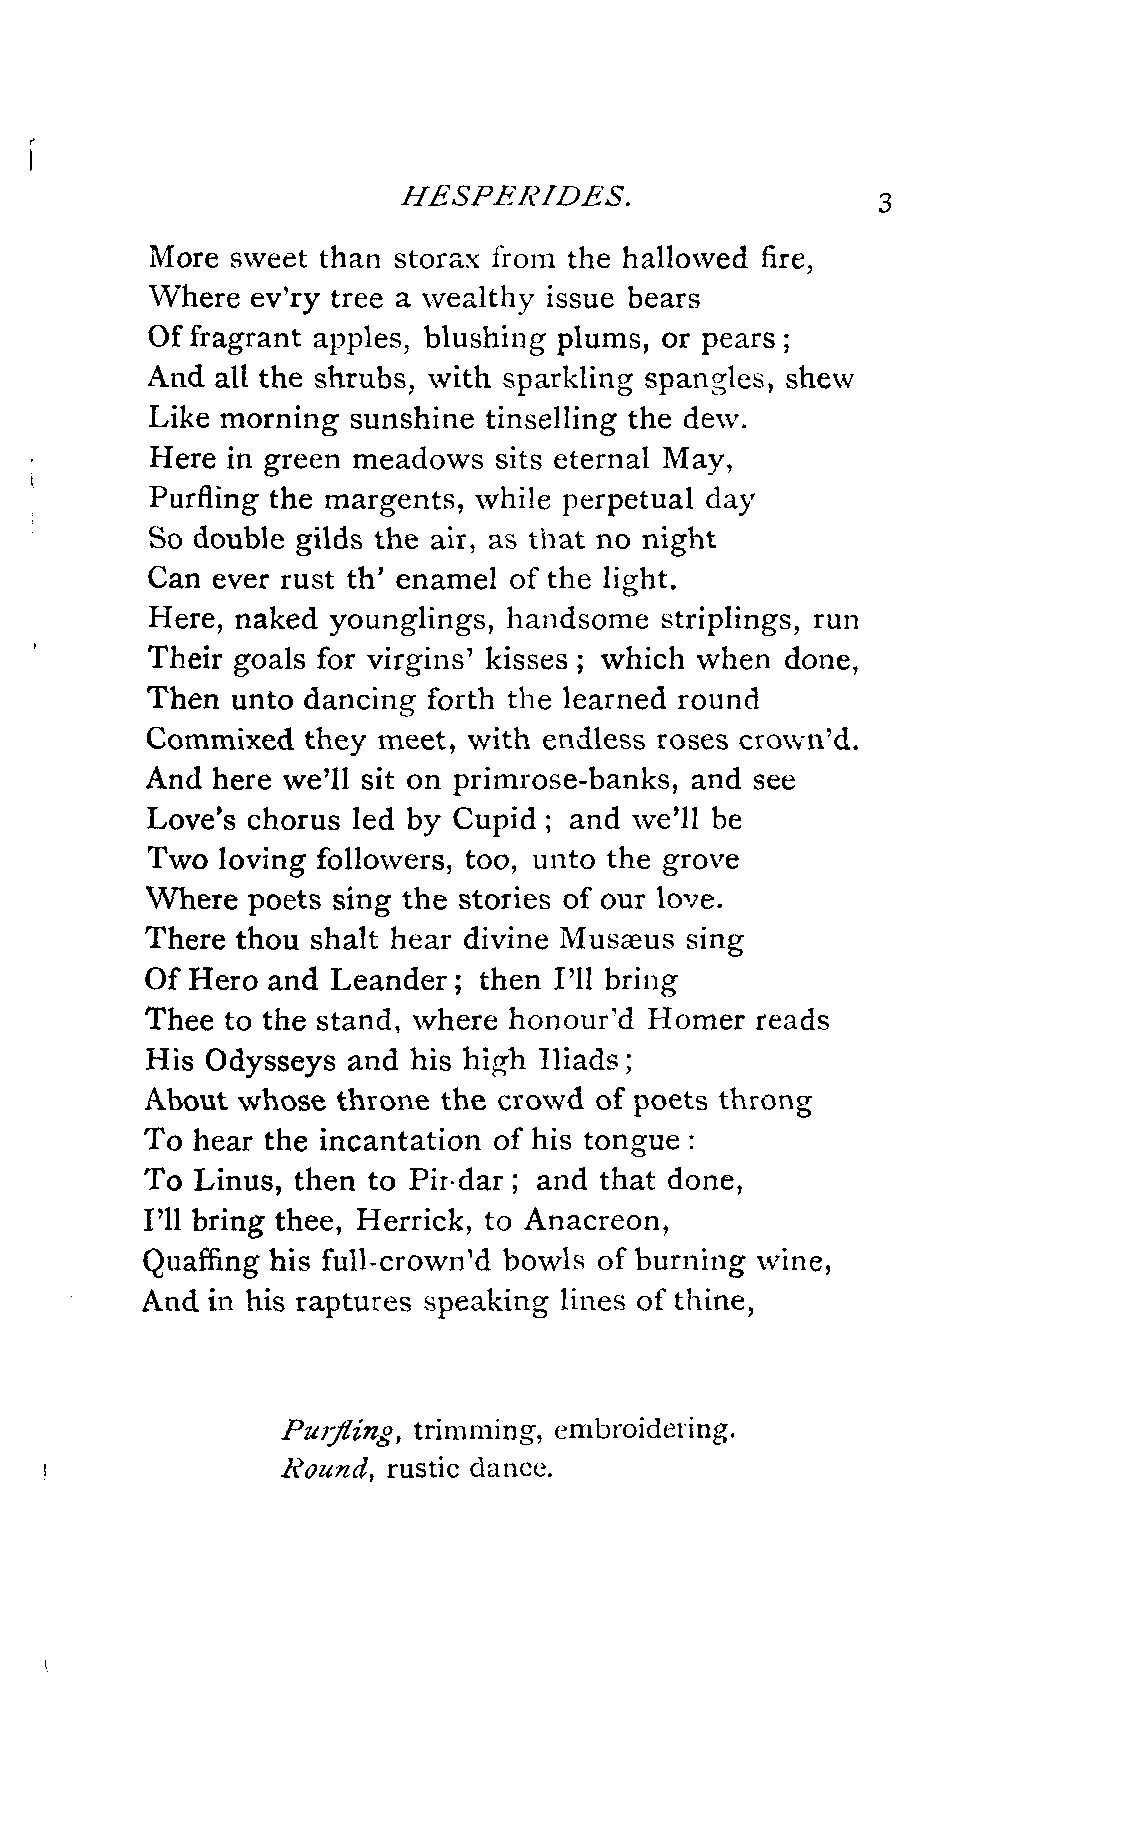 HESPERIDES. 3
More sweet than storax from the hallowed fire,
Where ev'ry tree a wealthy issue bears
Of fragrant apples, blushing plums, or pears ;
And all the shrubs, with sparkling spangles, shew
Like morning sunshine tinselling the dew.
Here in green meadows sits eternal May,
Purfling the margents, while perpetual day
So double gilds the air, as that no night
Can ever rust th' enamel of the light.
Here, naked younglings, handsome striplings, run
Their goals for virgins' kisses ; which when done,
Then unto dancing forth the learned round
Commixed they meet, with endless roses crown'd.
And here we'll sit on primrose-banks, and see
Love's chorus led by Cupid ; and we'll be
Two loving followers, too, unto the grove
Where poets sing the stories of our love.
There thou shalt hear divine Musæus sing
Of Hero and Leander ; then I'll bring
Thee to the stand, where honour'd Homer reads
His Odysseys and his high Iliads ;
About whose throne the crowd of poets throng
To hear the incantation of his tongue :
To Linus, then to Pindar ; and that done,
I'll bring thee, Herrick, to Anacreon,
Quaffing his full-crown'd bowls of burning wine,
And in his raptures speaking lines of thine,
Purfling, trimming, embroidering.
Round, rustic dance.